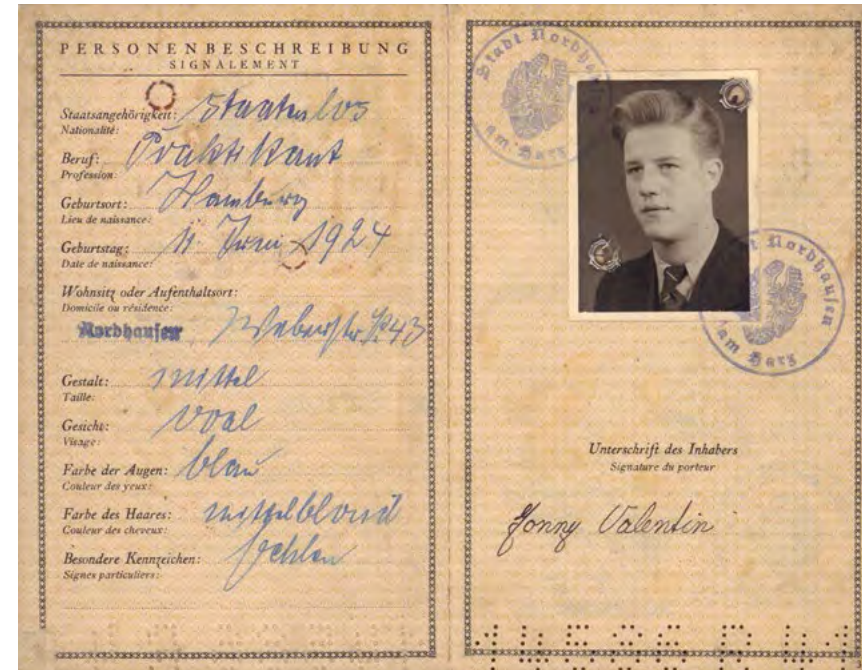 PERSONENBESCHREIBUNG
SIGNALEMENT
Staatsangehörigkeit: Staatenlos
Nationalité:
Beruf: Praktikant
Profession:
Geburtsort: Hamburg
Lieu de naissance:
Geburtstag: 11. Juni 1924
Date de naissance:
Wohnsitz oder Aufenthaltsort:
Domicile ou résidence:
Nordhausen, Weberstr. 43
Gestalt: mittel
Taille:
Gesicht: oval
Visage:
Farbe der Augen: blau
Couleur des yeux:
Farbe des Haares: mittelblond
Couleur des cheveux:
Besondere Kennzeichen: fehlen
Signes particuliers:
Stadt Nordhausen
am Harz
Nordhausen
am Harz
Unterschrift des Inhabers
Signature du porteur
Jonny Valentin